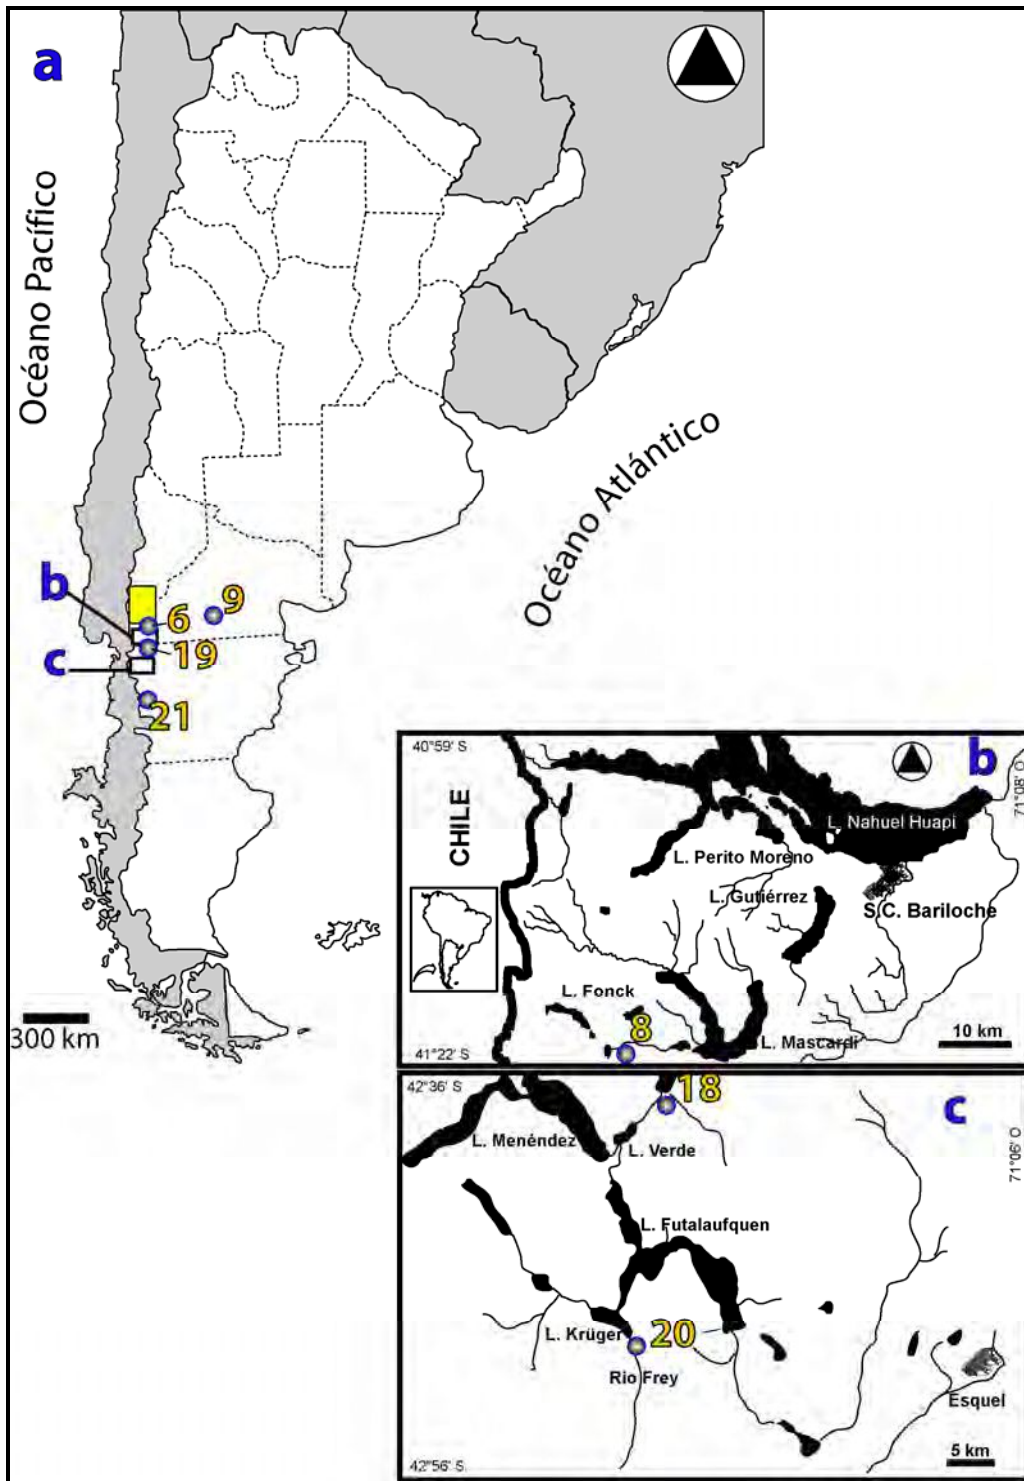 a
Océano Pacífico
Océano Atlántico
b
9
6
19
c
21
300 km
40°59' S
b
71°08' O
CHILE
L. Nahuel Huapi
L. Perito Moreno
L. Gutiérrez
S.C. Bariloche
L. Fonck
8
L. Mascardi
10 km
41°22' S
42°36' S
18
c
71°06' O
L. Menéndez
L. Verde
L. Futalaufquen
L. Krüger
20
Rio Frey
Esquel
5 km
42°56' S